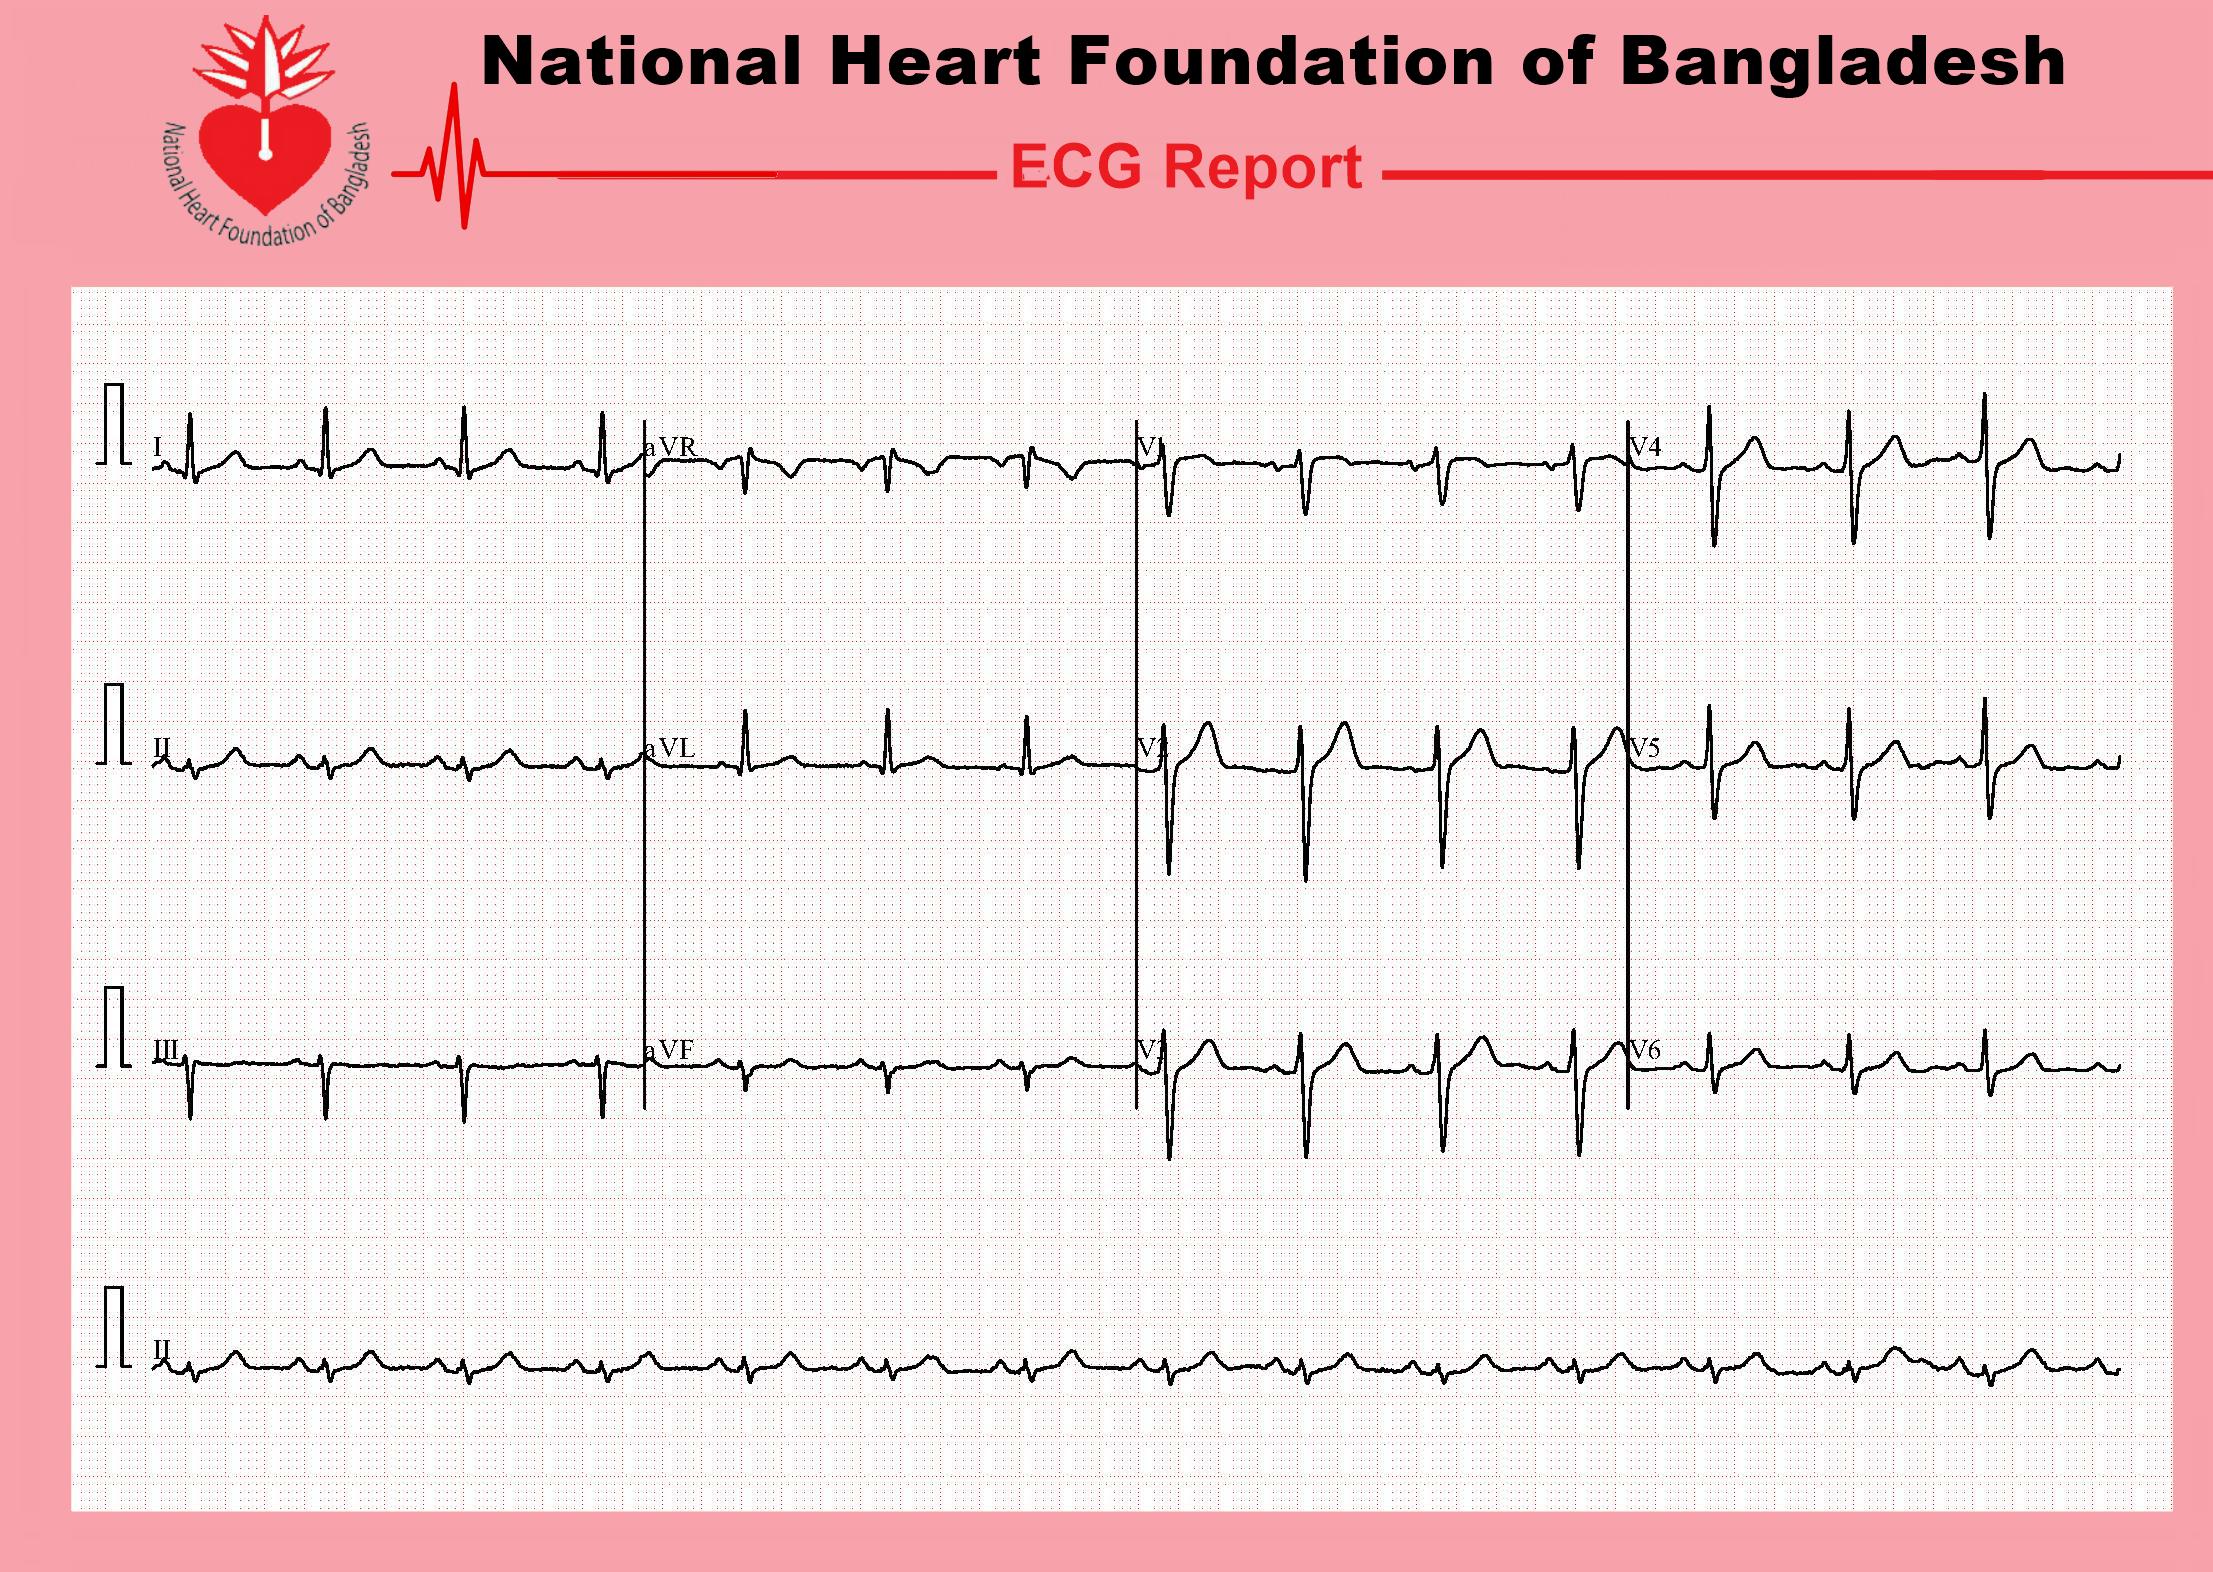 National Heart Foundation of Bangladesh
National Heart Foundation of Bangladesh
ECG Report
I
aVR
V1
V4
II
aVL
V2
V5
III
aVF
V3
V6
II